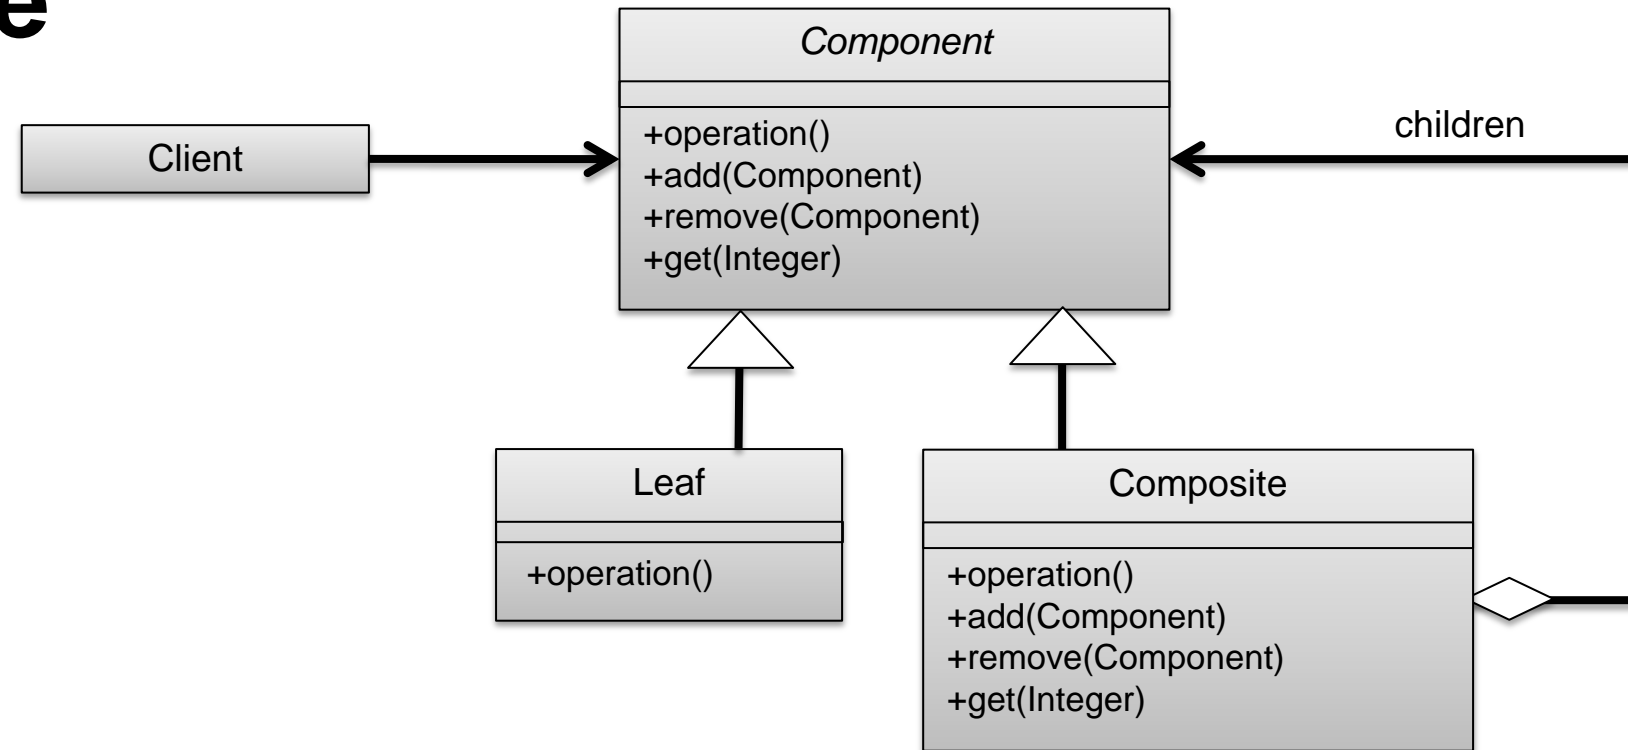 e
Component
+operation()
+add(Component)
+remove(Component)
+get(Integer)
Client
children
Leaf
+operation()
Composite
+operation()
+add(Component)
+remove(Component)
+get(Integer)